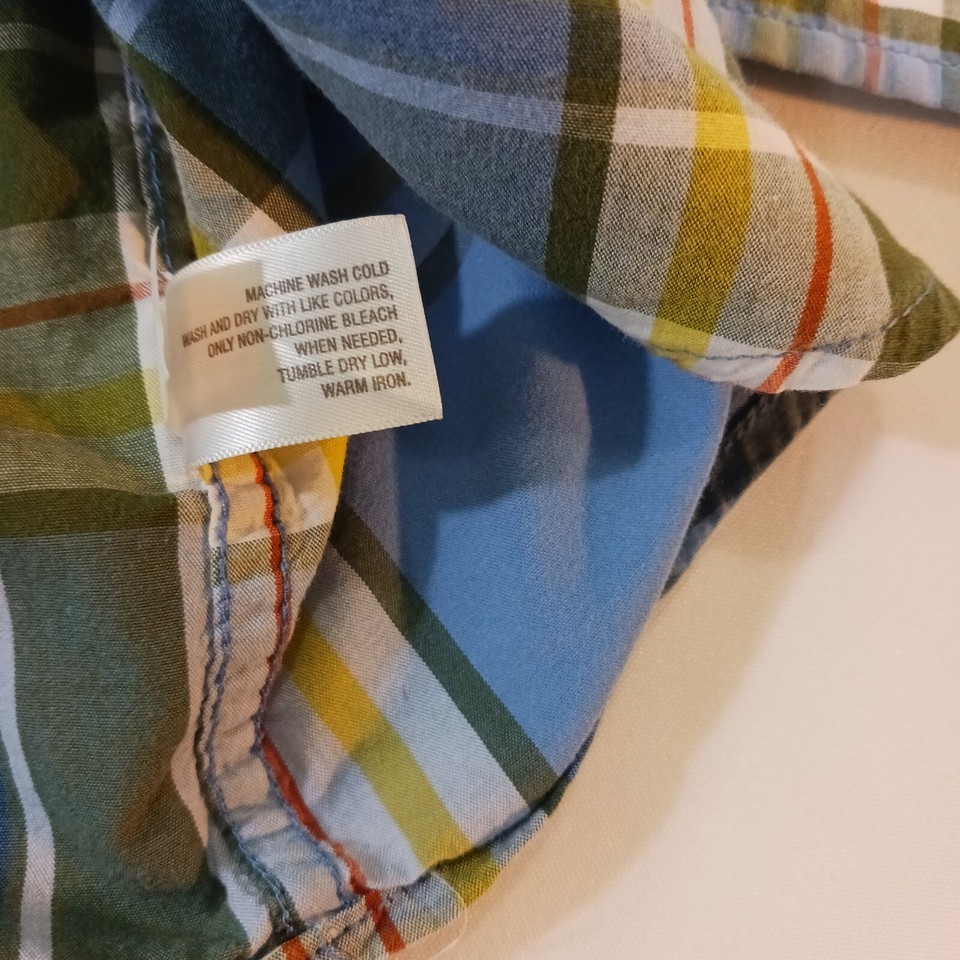 MACHINE WASH COLD
WASH AND DRY WITH LIKE COLORS,
ONLY NON-CHLORINE BLEACH
WHEN NEEDED,
TUMBLE DRY LOW,
WARM IRON.